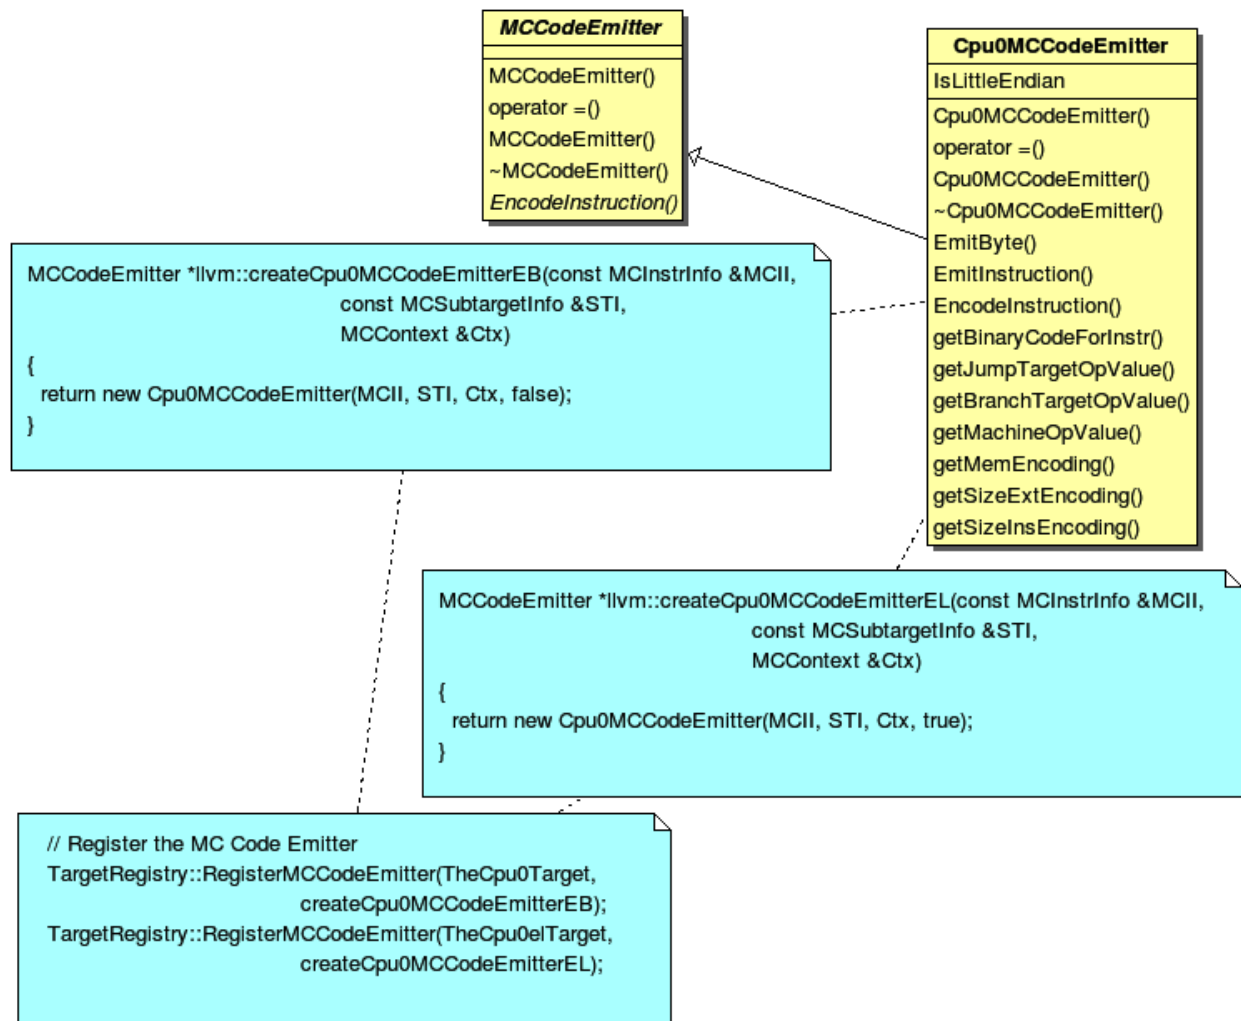 MCCodeEmitter
MCCodeEmitter()
operator =()
MCCodeEmitter()
~MCCodeEmitter()
EncodeInstruction()
Cpu0MCCodeEmitter
IsLittleEndian
Cpu0MCCodeEmitter()
operator =()
Cpu0MCCodeEmitter()
~Cpu0MCCodeEmitter()
EmitByte()
EmitInstruction()
EncodeInstruction()
getBinaryCodeForInstr()
getJumpTargetOpValue()
getBranchTargetOpValue()
getMachineOpValue()
getMemEncoding()
getSizeExtEncoding()
getSizeInsEncoding()
MCCodeEmitter *llvm::createCpu0MCCodeEmitterEB(const MCInstrInfo &MCII,
const MCSubtargetInfo &STI,
MCContext &Ctx)
{
return new Cpu0MCCodeEmitter(MCII, STI, Ctx, false);
}
MCCodeEmitter *llvm::createCpu0MCCodeEmitterEL(const MCInstrInfo &MCII,
const MCSubtargetInfo &STI,
MCContext &Ctx)
{
return new Cpu0MCCodeEmitter(MCII, STI, Ctx, true);
}
// Register the MC Code Emitter
TargetRegistry::RegisterMCCodeEmitter(TheCpu0Target,
createCpu0MCCodeEmitterEB);
TargetRegistry::RegisterMCCodeEmitter(TheCpu0elTarget,
createCpu0MCCodeEmitterEL);